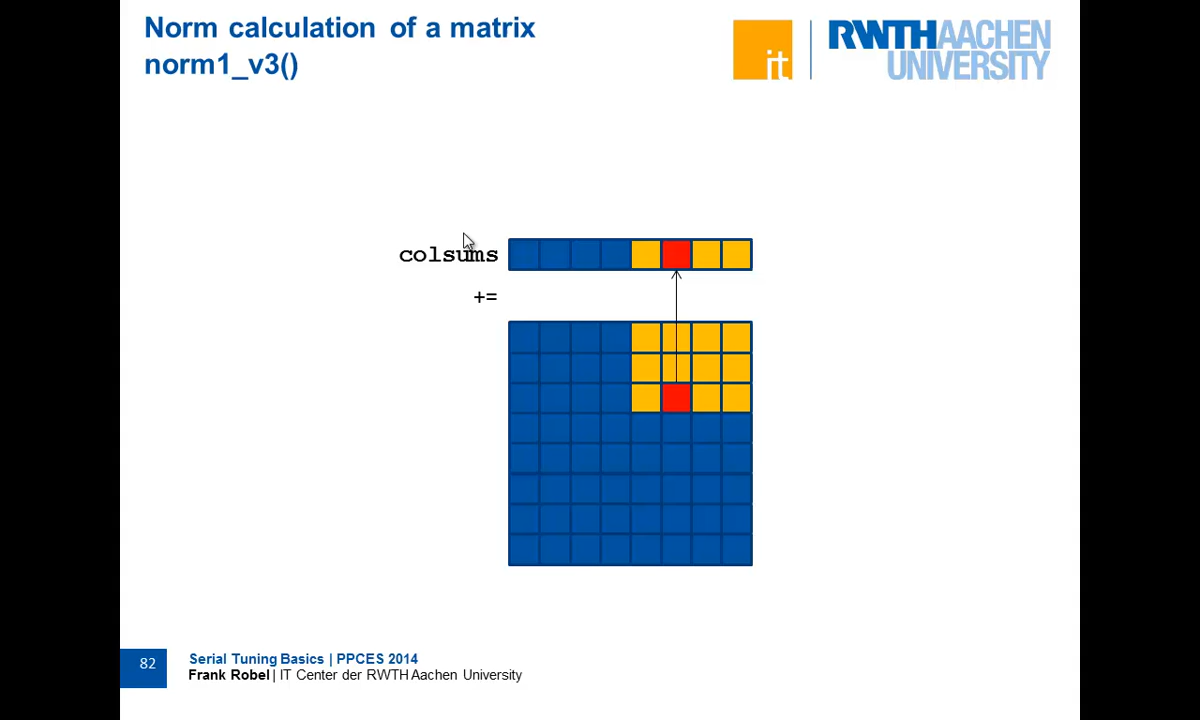 Norm calculation of a matrix
norm1_v3()
it
RWTHAACHEN
UNIVERSITY
colsums
+=
82
Serial Tuning Basics | PPCES 2014
Frank Robel | IT Center der RWTH Aachen University